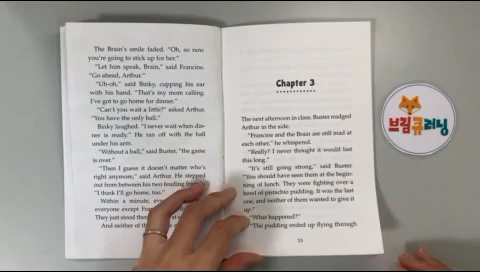 The Brain's smile faded. "Oh, so now
you're going to stick up for her."
"Let him speak, Brain," said Francine.
"Go ahead, Arthur."
"Uh-oh," said Binky, cupping his ear
with his hand. "That's my mom calling.
I've got to go home for dinner."
"Can't you wait a little?" asked Arthur.
"You have the only ball."
Binky laughed. "I never wait when din-
ner is ready." He ran off with the ball
under his arm.
"Without a ball," said Buster, "the game
is over."
"Then I guess it doesn't matter who's
right anymore," said Arthur. He stepped
out from between his two feuding
"I think I'll go home, too."
Within a minute,
everyone except
They just stood there
And neither of
Chapter 3
The next afternoon in class, Buster nudged
Arthur in the side.
"Francine and the Brain are still mad at
each other," he whispered.
"Really? I never thought it would last
this long."
"It's still going strong," said Buster.
"You should have seen them at the begin-
ning of lunch. They were fighting over a
bowl of pistachio pudding. It was the last
one, and neither of them wanted to give it
up."
"What happened?"
"The pudding ended up flying through
브림큐러닝